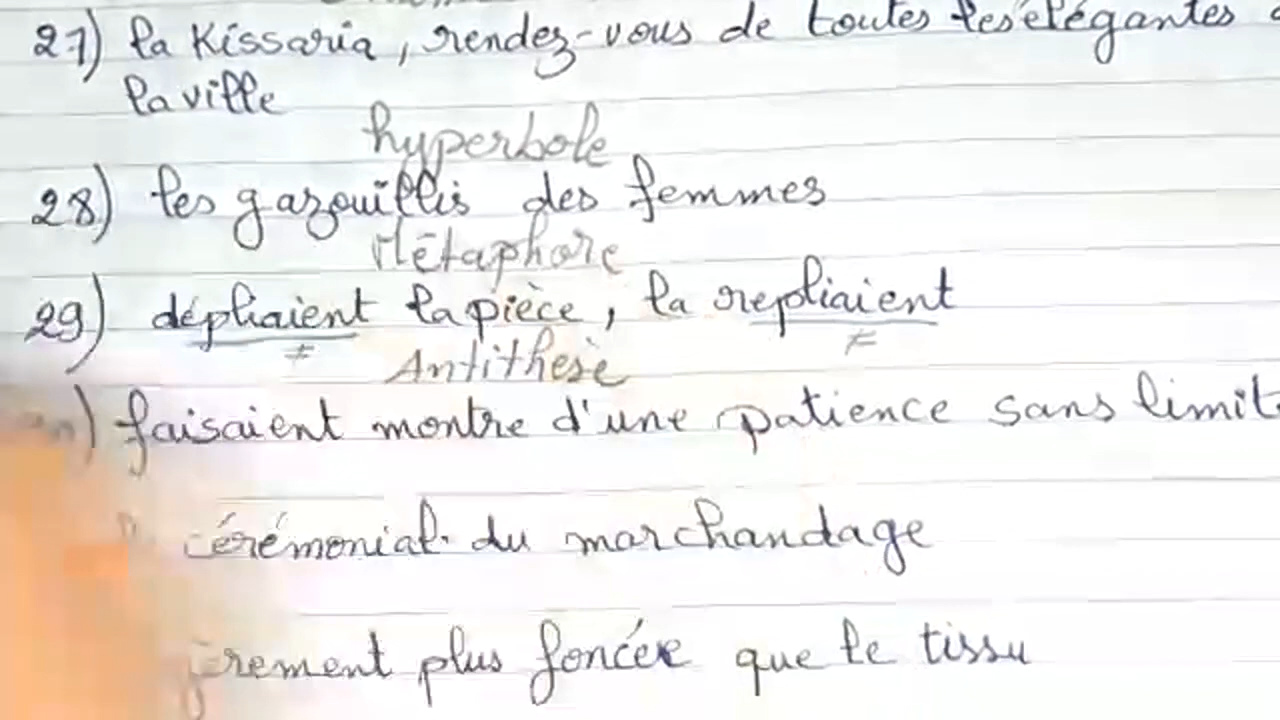 27) la Kissaria, rendez-vous de toutes les élégantes
la ville
hyperbole
28) les gazouillis des femmes
Métaphore
29) dépliaient la pièce, la repliaient
≠ ≠
Antithèse
) faisaient montre d'une patience sans limit
cérémonial du marchandage
plus foncée que le tissu